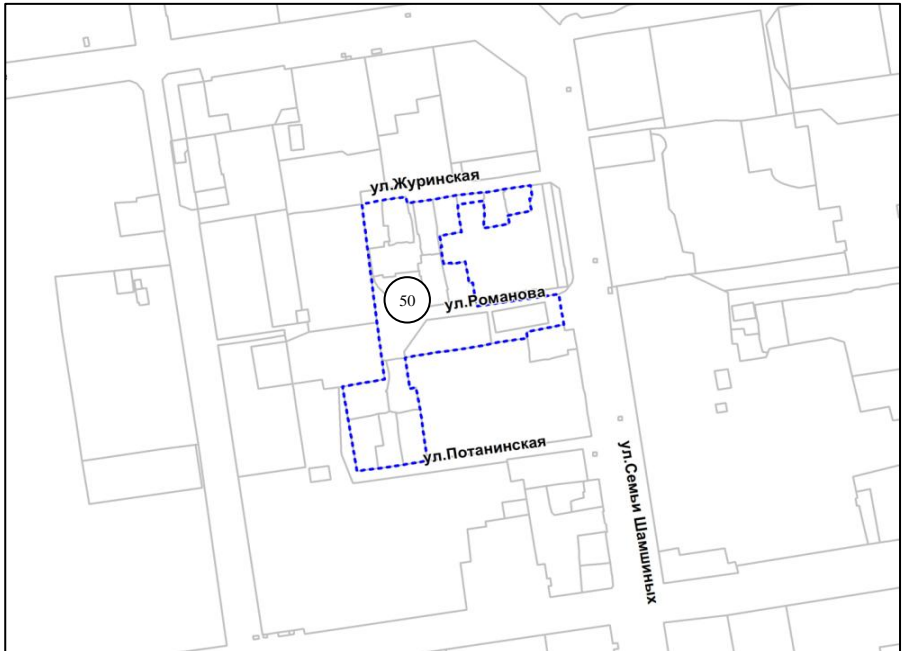 ул.Журинская
50
ул.Романова
ул.Потанинская
ул.Семьи Шамшиных